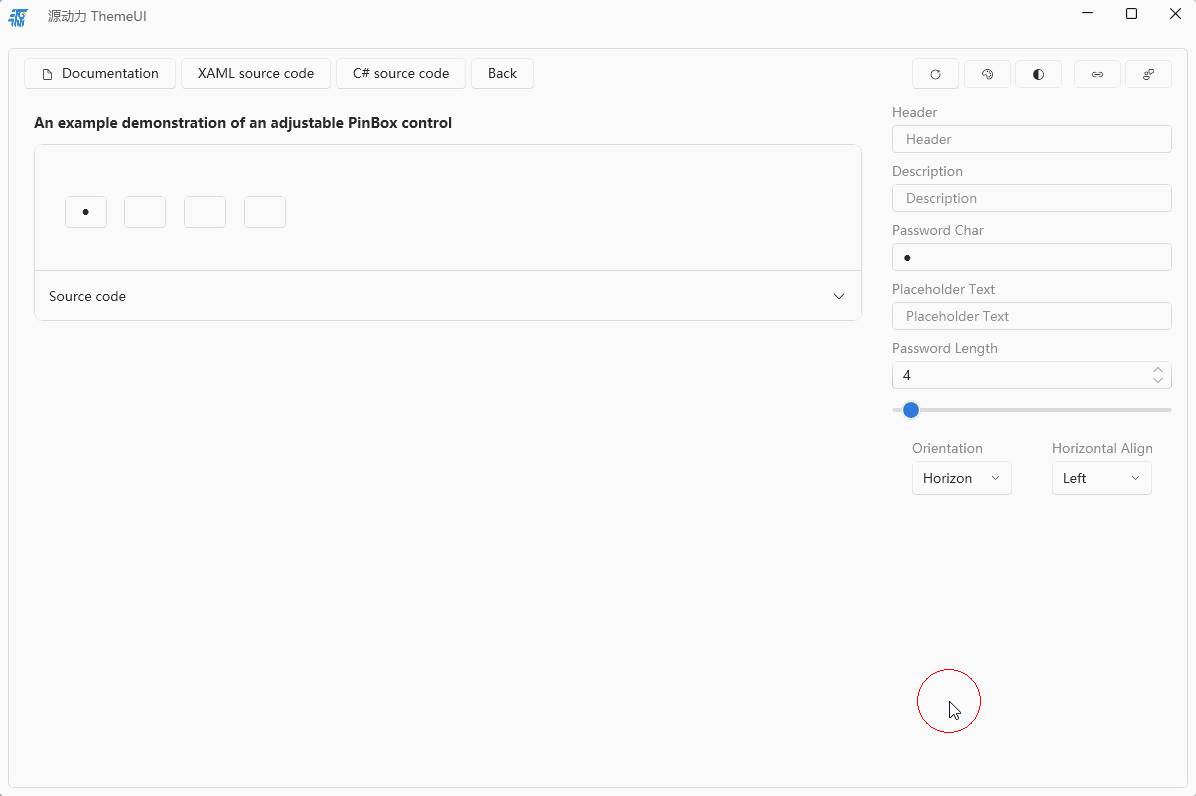 源动力 ThemeUI
Documentation XAML source code C# source code Back
An example demonstration of an adjustable PinBox control
●
Source code
Header
Header
Description
Description
Password Char
●
Placeholder Text
Placeholder Text
Password Length
4
Orientation Horizontal Align
Horizon Left